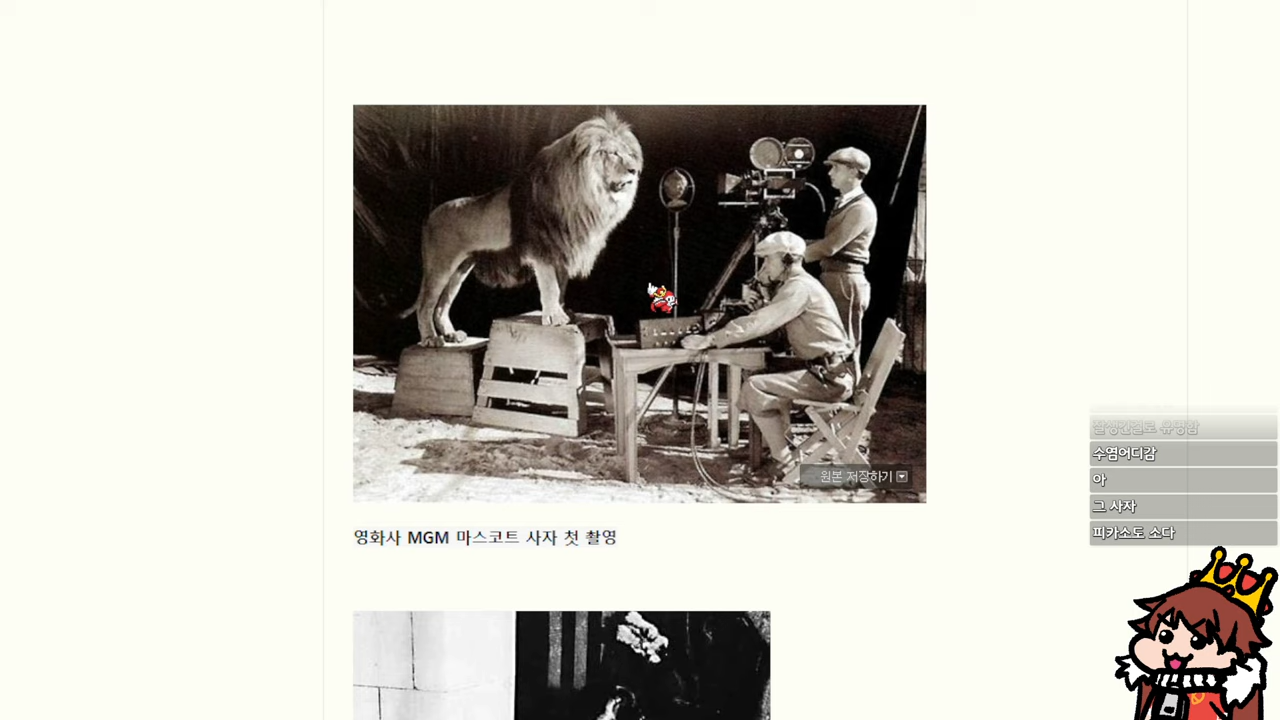 원본 저장하기
영화사 MGM 마스코트 사자 첫 촬영
수염어디감
아
그 사자
피카소도 소다